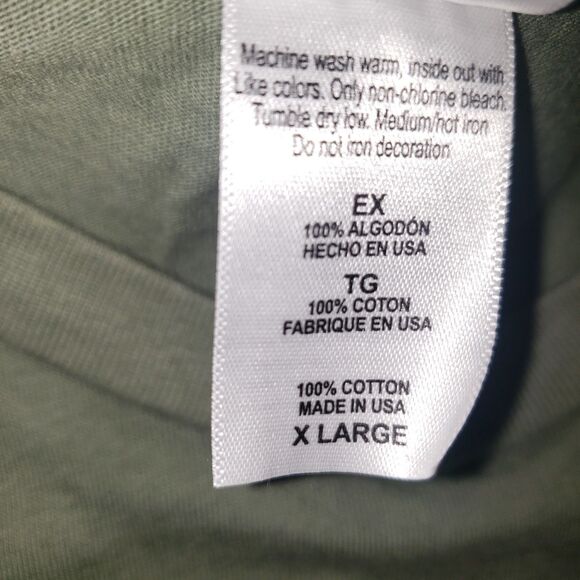 Machine wash warm, inside out with
Like colors. Only non-chlorine bleach.
Tumble dry low. Medium/hot iron
Do not iron decoration
EX
100% ALGODÓN
HECHO EN USA
TG
100% COTON
FABRIQUE EN USA
100% COTTON
MADE IN USA
X LARGE